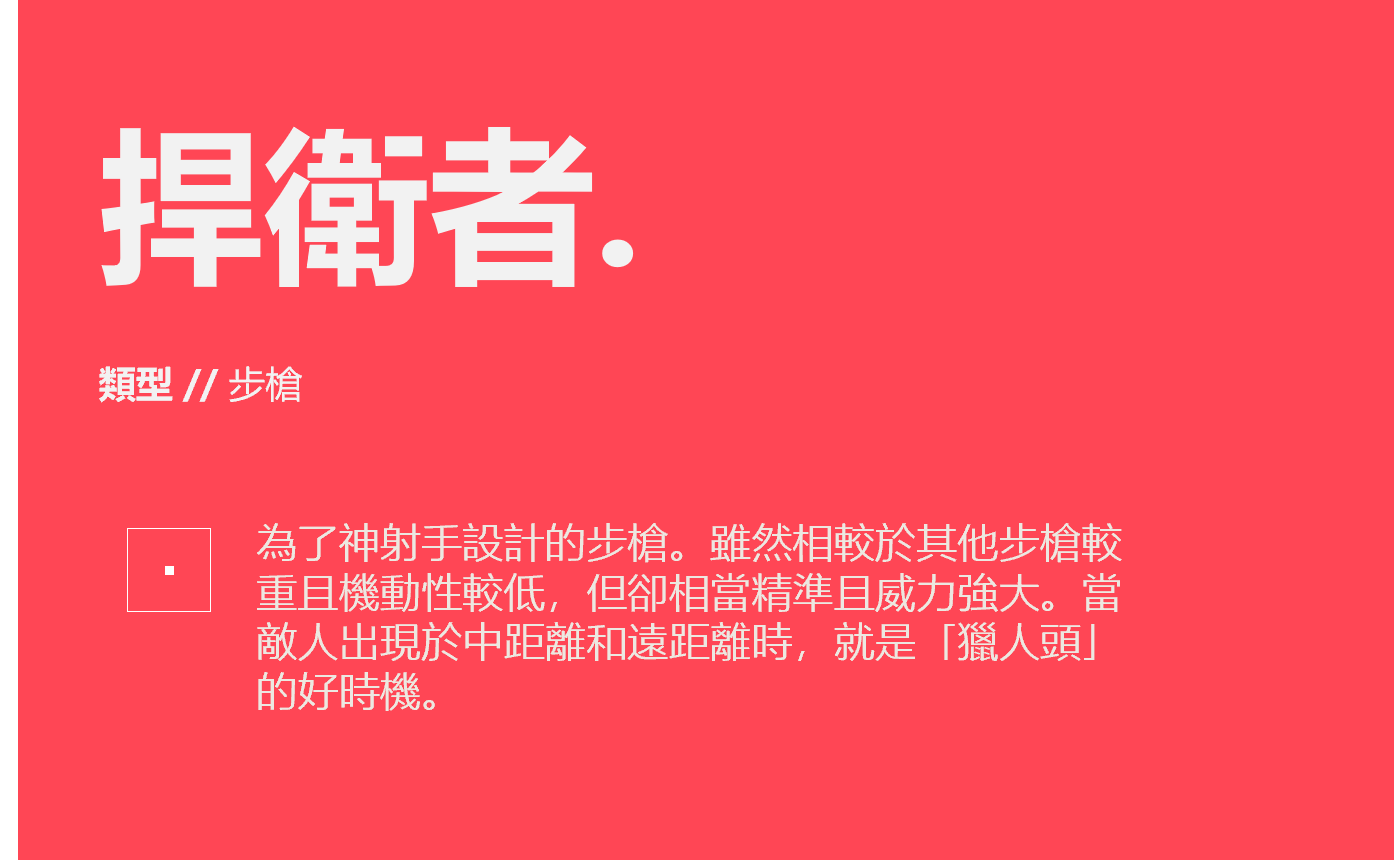 捍衛者.
類型 // 步槍
為了神射手設計的步槍。雖然相較於其他步槍較
重且機動性較低，但卻相當精準且威力強大。當
敵人出現於中距離和遠距離時，就是「獵人頭」
的好時機。